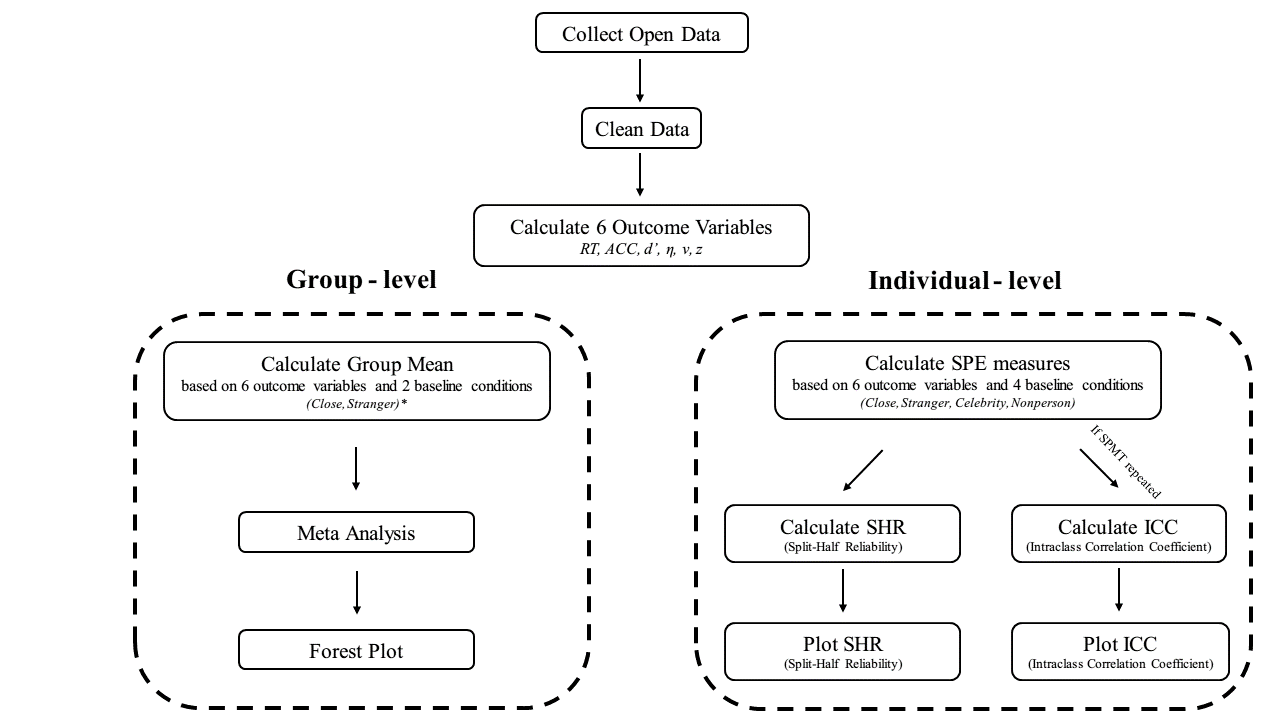 Collect Open Data
Clean Data
Calculate 6 Outcome Variables
RT, ACC, d’, η, v, z
Group - level
Calculate Group Mean
based on 6 outcome variables and 2 baseline conditions
(Close, Stranger)*
Meta Analysis
Forest Plot
Individual - level
Calculate SPE measures
based on 6 outcome variables and 4 baseline conditions
(Close, Stranger, Celebrity, Nonperson)
If SPMT repeated
Calculate SHR
(Split-Half Reliability)
Calculate ICC
(Intraclass Correlation Coefficient)
Plot SHR
(Split-Half Reliability)
Plot ICC
(Intraclass Correlation Coefficient)